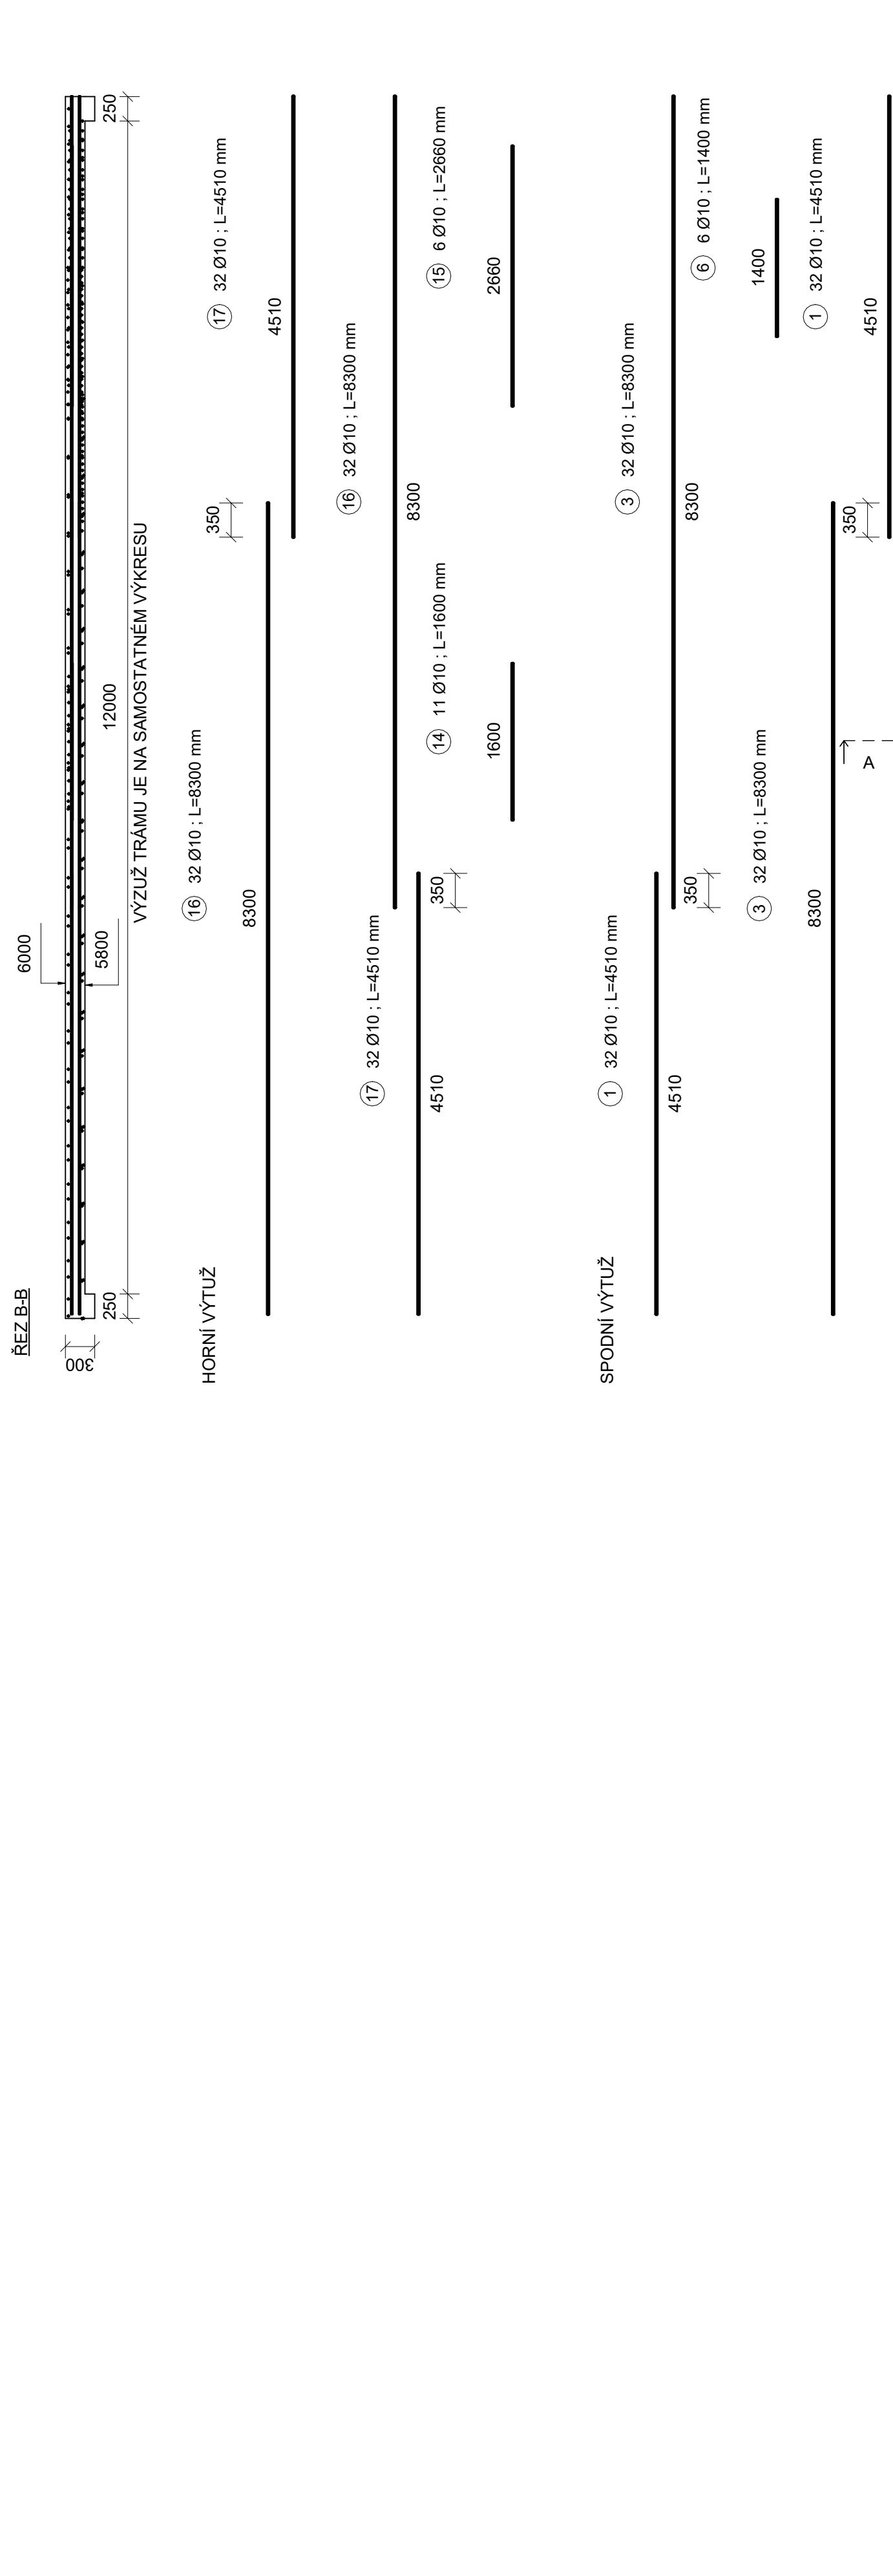 ŘEZ B-B
300
250
6000
5800
12000
250
VÝZUŽ TRÁMU JE NA SAMOSTATNÉM VÝKRESU
HORNÍ VÝTUŽ
16 32 Ø10 ; L=8300 mm
8300
350
17 32 Ø10 ; L=4510 mm
4510
16 32 Ø10 ; L=8300 mm
8300
17 32 Ø10 ; L=4510 mm
4510
350
14 11 Ø10 ; L=1600 mm
1600
15 6 Ø10 ; L=2660 mm
2660
SPODNÍ VÝTUŽ
1 32 Ø10 ; L=4510 mm
4510
3 32 Ø10 ; L=8300 mm
8300
350
6 6 Ø10 ; L=1400 mm
1400
3 32 Ø10 ; L=8300 mm
8300
1 32 Ø10 ; L=4510 mm
4510
350
A